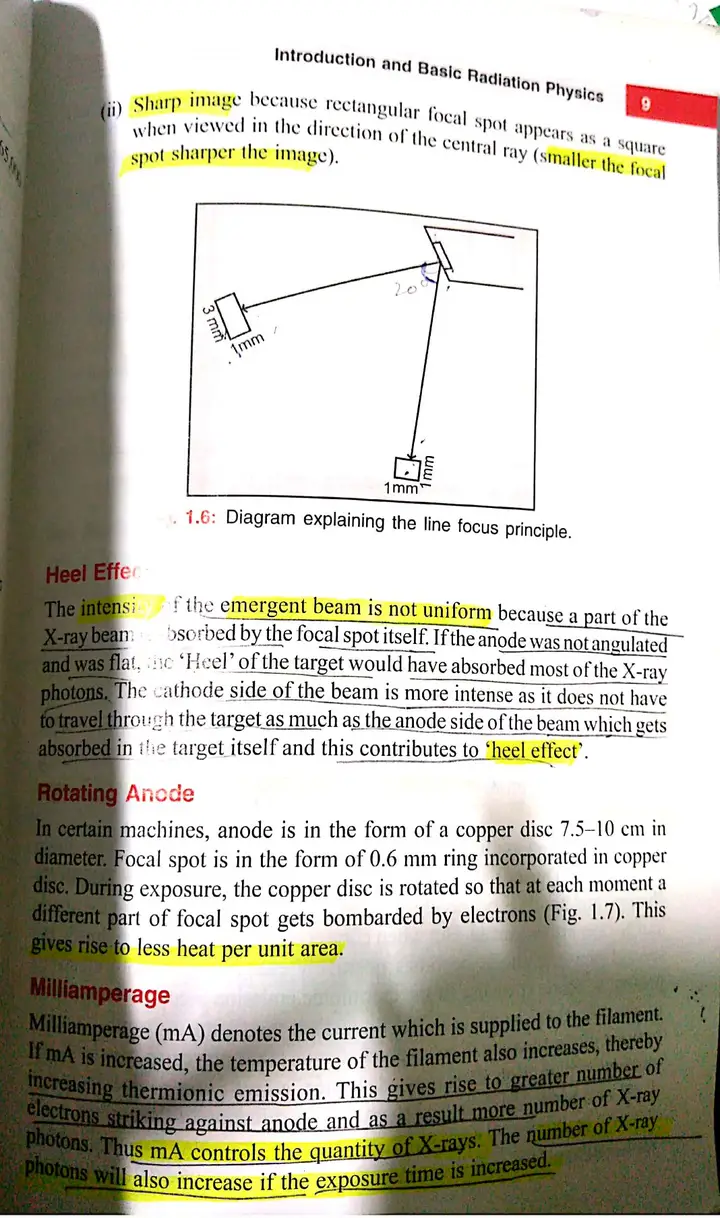 Introduction and Basic Radiation Physics 9
(ii) Sharp image because rectangular focal spot appears as a square
when viewed in the direction of the central ray (smaller the focal
spot sharper the image).
20°
3 mm
1mm
1mm
1mm
1.6: Diagram explaining the line focus principle.
Heel Effec
The intensi f the emergent beam is not uniform because a part of the
X-ray beam bsorbed by the focal spot itself. If the anode was not angulated
and was flat, the 'Heel' of the target would have absorbed most of the X-ray
photons. The cathode side of the beam is more intense as it does not have
to travel through the target as much as the anode side of the beam which gets
absorbed in the target itself and this contributes to 'heel effect'.
Rotating Anode
In certain machines, anode is in the form of a copper disc 7.5–10 cm in
diameter. Focal spot is in the form of 0.6 mm ring incorporated in copper
disc. During exposure, the copper disc is rotated so that at each moment a
different part of focal spot gets bombarded by electrons (Fig. 1.7). This
gives rise to less heat per unit area.
Milliamperage
Milliamperage (mA) denotes the current which is supplied to the filament.
If mA is increased, the temperature of the filament also increases, thereby
increasing thermionic emission. This gives rise to greater number of
electrons striking against anode and as a result more number of X-ray
photons. Thus mA controls the quantity of X-rays. The number of X-ray
photons will also increase if the exposure time is increased.